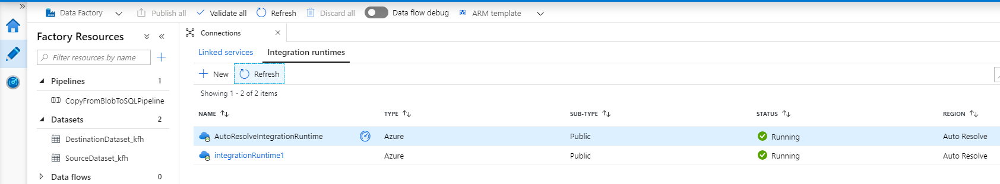 Data Factory Publish all Validate all Refresh Discard all Data flow debug ARM template
Factory Resources
Filter resources by name
Pipelines 1
CopyFromBlobToSQLPipeline
Datasets 2
DestinationDataset_kfh
SourceDataset_kfh
Data flows 0
Connections
Linked services Integration runtimes
New Refresh
Showing 1 - 2 of 2 items
NAME TYPE SUB-TYPE STATUS REGION
AutoResolveIntegrationRuntime Azure Public Running Auto Resolve
integrationRuntime1 Azure Public Running Auto Resolve